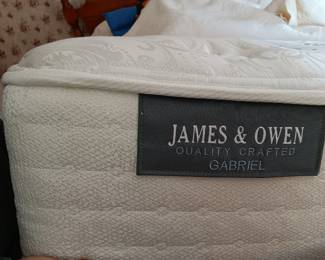 JAMES & OWEN
QUALITY CRAFTED
GABRIEL